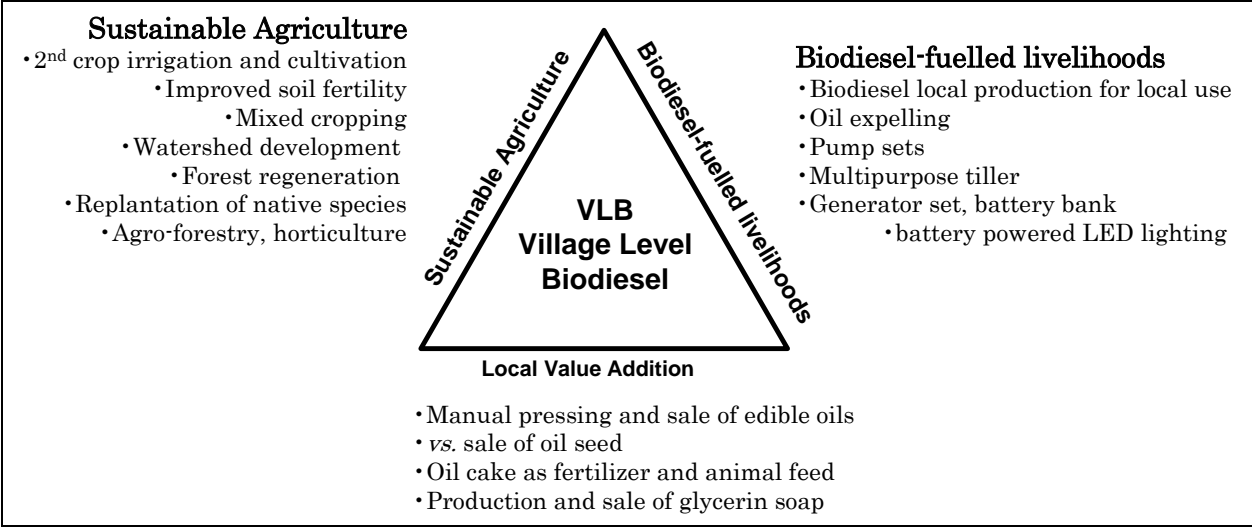 Sustainable Agriculture
・2nd crop irrigation and cultivation
・Improved soil fertility
・Mixed cropping
・Watershed development
・Forest regeneration
・Replantation of native species
・Agro-forestry, horticulture
Sustainable Agriculture
VLB
Village Level
Biodiesel
Biodiesel-fuelled livelihoods
Biodiesel-fuelled livelihoods
・Biodiesel local production for local use
・Oil expelling
・Pump sets
・Multipurpose tiller
・Generator set, battery bank
・battery powered LED lighting
Local Value Addition
・Manual pressing and sale of edible oils
・vs. sale of oil seed
・Oil cake as fertilizer and animal feed
・Production and sale of glycerin soap